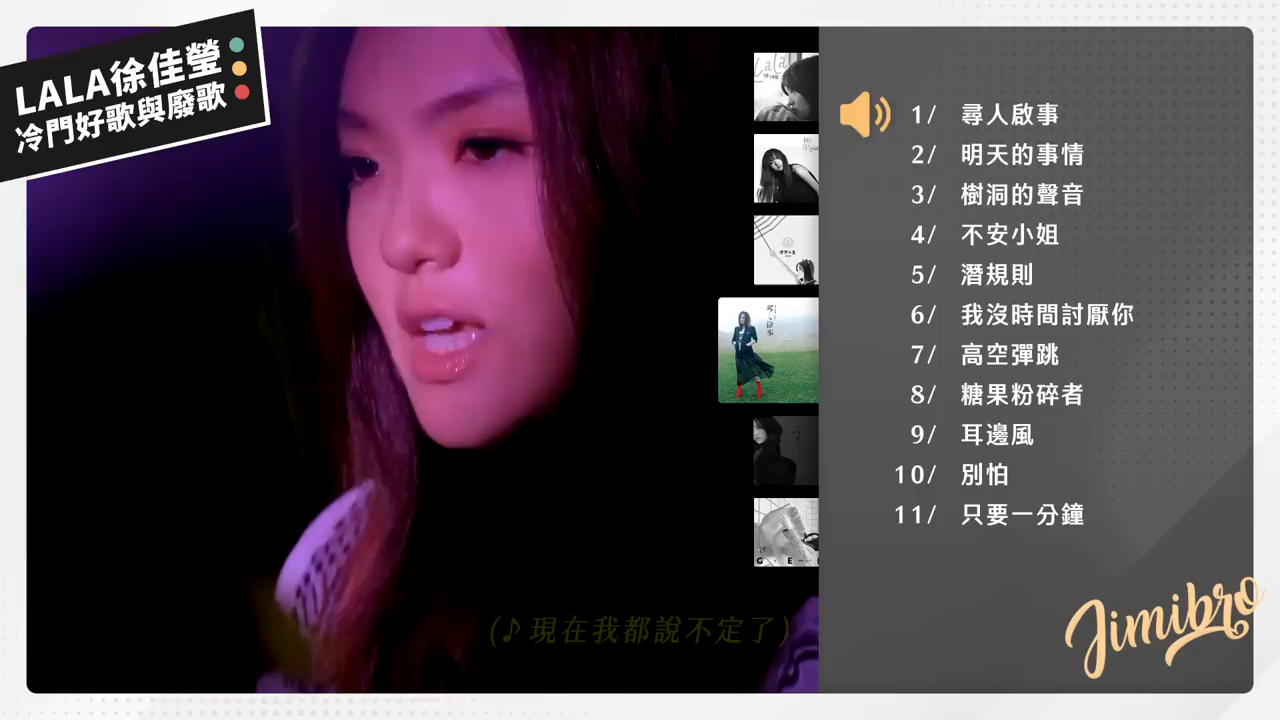 LALA徐佳瑩
冷門好歌與廢歌
1/ 尋人啟事
2/ 明天的事情
3/ 樹洞的聲音
4/ 不安小姐
5/ 潛規則
6/ 我沒時間討厭你
7/ 高空彈跳
8/ 糖果粉碎者
9/ 耳邊風
10/ 別怕
11/ 只要一分鐘
(♪ 現在我都說不定了)
Jimibro